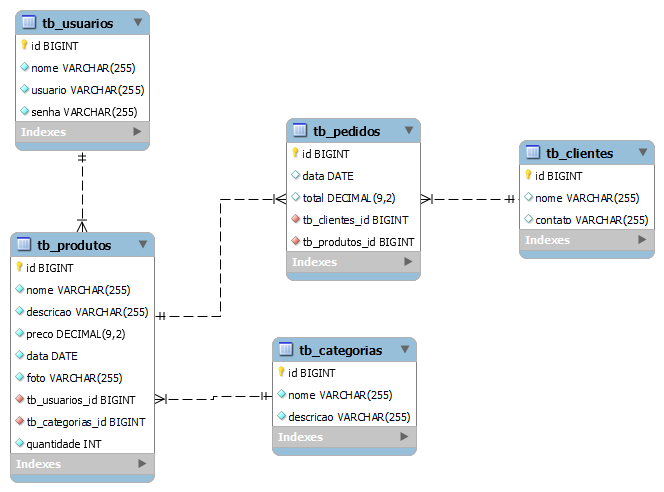 tb_usuarios
id BIGINT
nome VARCHAR(255)
usuario VARCHAR(255)
senha VARCHAR(255)
Indexes
tb_pedidos
id BIGINT
data DATE
total DECIMAL(9,2)
tb_clientes_id BIGINT
tb_produtos_id BIGINT
Indexes
tb_clientes
id BIGINT
nome VARCHAR(255)
contato VARCHAR(255)
Indexes
tb_produtos
id BIGINT
nome VARCHAR(255)
descricao VARCHAR(255)
preco DECIMAL(9,2)
data DATE
foto VARCHAR(255)
tb_usuarios_id BIGINT
tb_categorias_id BIGINT
quantidade INT
Indexes
tb_categorias
id BIGINT
nome VARCHAR(255)
descricao VARCHAR(255)
Indexes